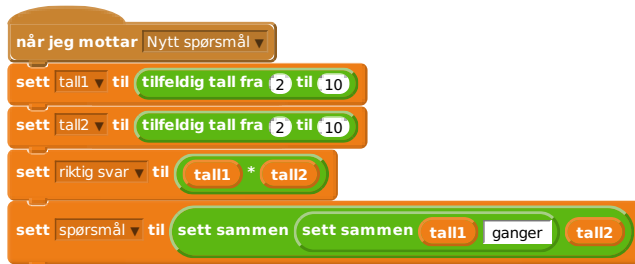 når jeg mottar Nytt spørsmål
sett tall1 til tilfeldig tall fra 2 til 10
sett tall2 til tilfeldig tall fra 2 til 10
sett riktig svar til tall1 * tall2
sett spørsmål til sett sammen sett sammen tall1 ganger tall2